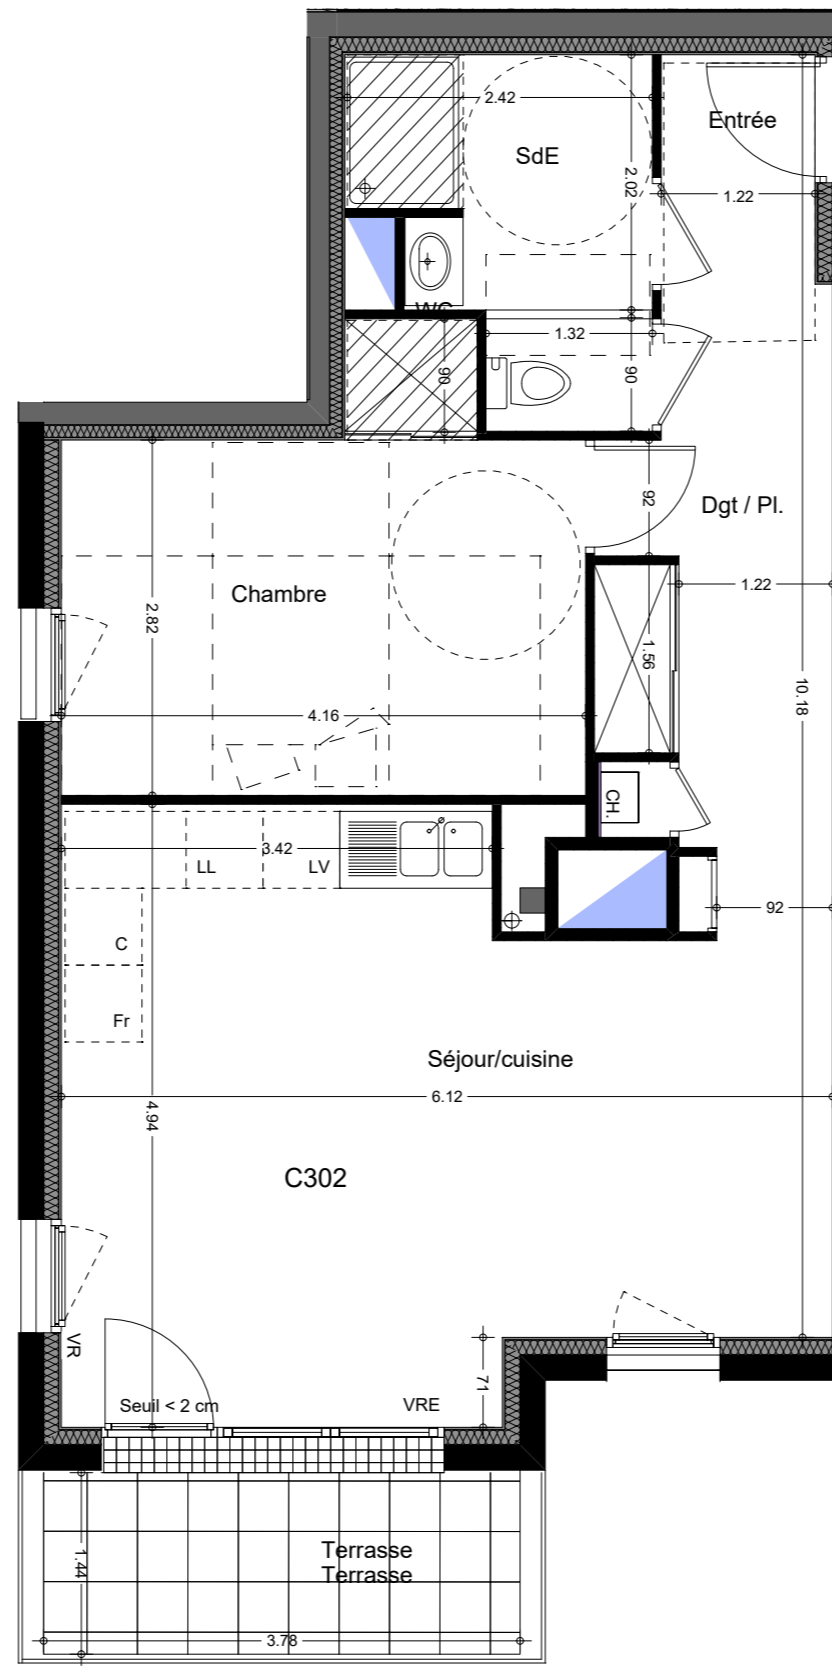 2.42
Entrée
SdE
2.02
1.22
WC
1.32
90
90
92
Dgt / Pl.
Chambre
2.82
1.22
1.56
4.16
10.18
CH.
3.42
LL
LV
92
C
Fr
Séjour/cuisine
6.12
4.94
C302
VR
71
Seuil < 2 cm
VRE
Terrasse
Terrasse
1.44
3.78